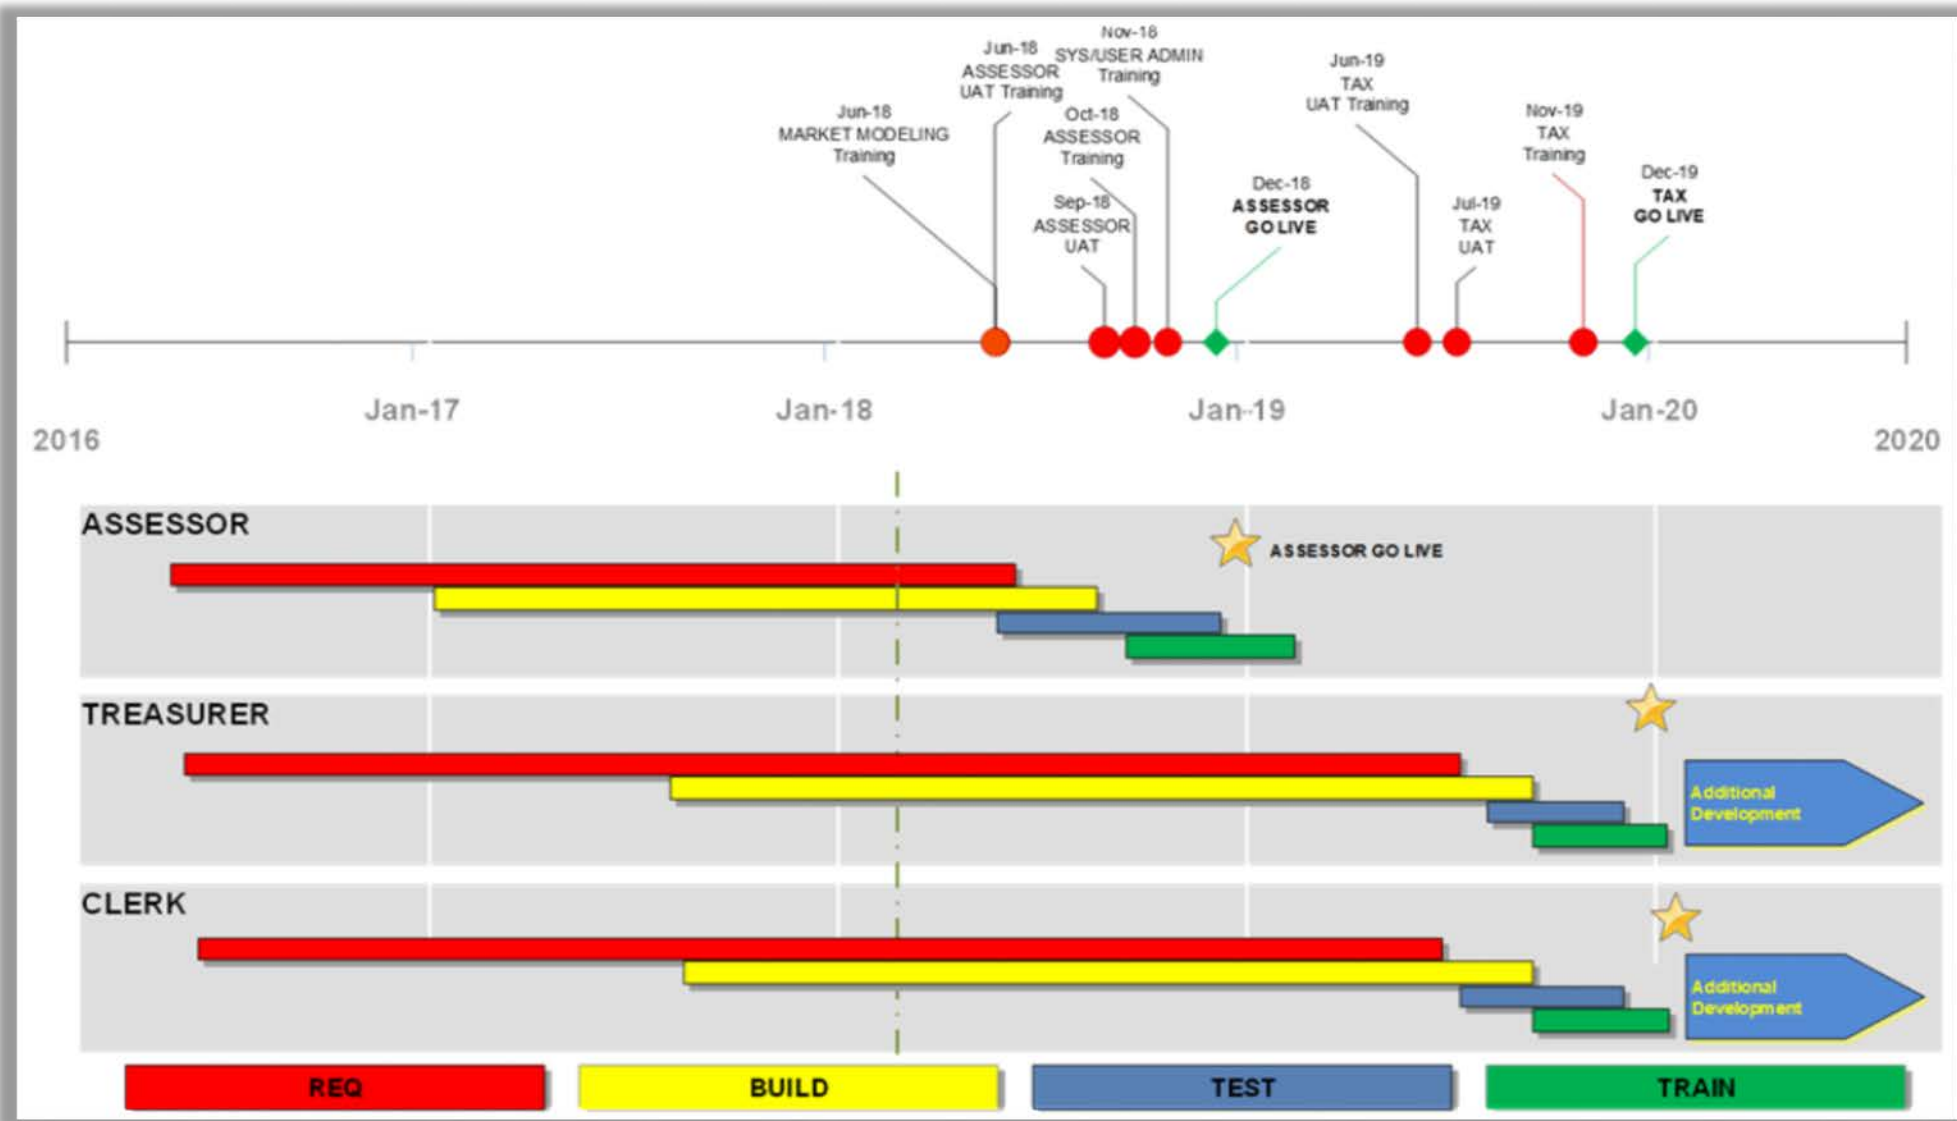 Jun-18
MARKET MODELING
Training
Jun-18
ASSESSOR
UAT Training
Nov-18
SYS/USER ADMIN
Training
Oct-18
ASSESSOR
Training
Sep-18
ASSESSOR
UAT
Dec-18
ASSESSOR
GO LIVE
Jun-19
TAX
UAT Training
Jul-19
TAX
UAT
Nov-19
TAX
Training
Dec-19
TAX
GO LIVE
Jan-17
Jan-18
Jan-19
Jan-20
2016
2020
ASSESSOR
ASSESSOR GO LIVE
TREASURER
Additional
Development
CLERK
Additional
Development
REQ
BUILD
TEST
TRAIN